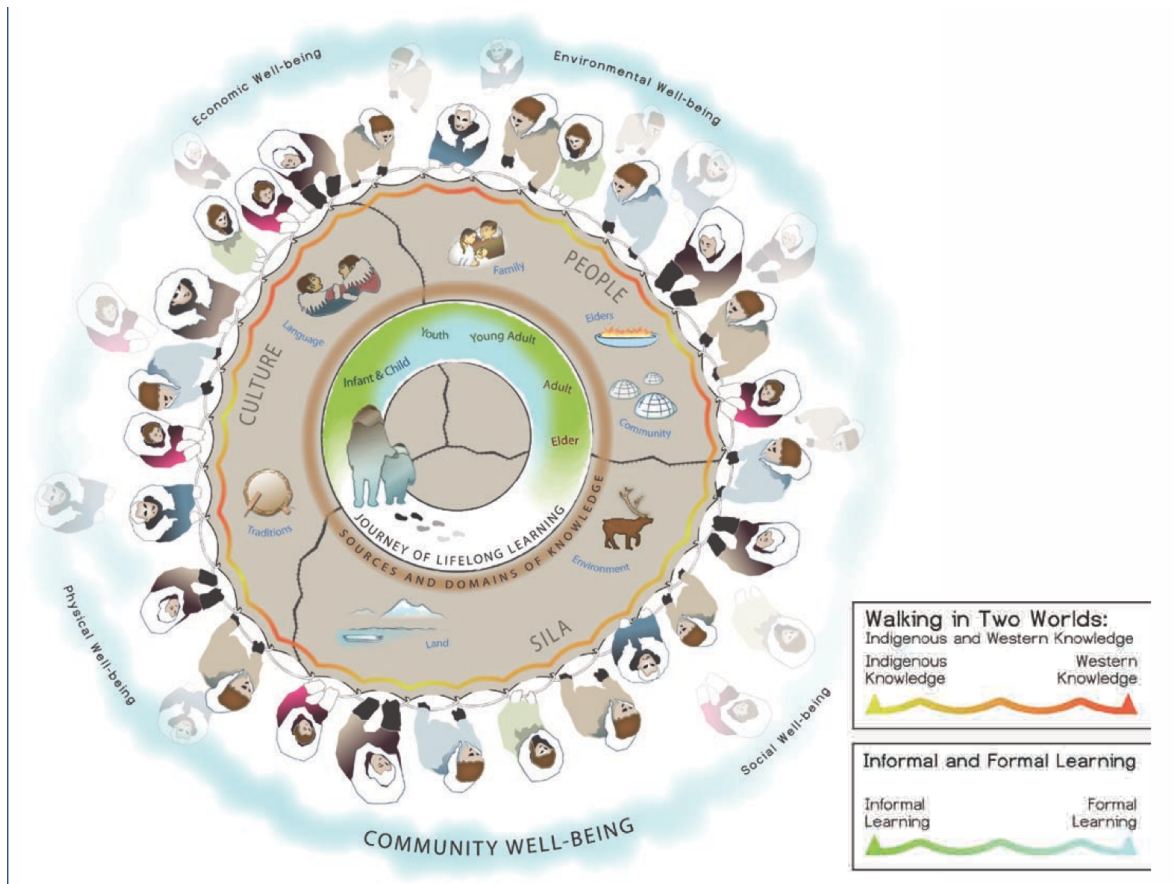 Economic Well-being
Environmental Well-being
Family
PEOPLE
Language
Elders
Youth
Young Adult
Infant & Child
Adult
CULTURE
Community
Elder
Traditions
JOURNEY OF LIFELONG LEARNING
SOURCES AND DOMAINS OF KNOWLEDGE
Environment
Land
SILA
Physical Well-being
Social Well-being
COMMUNITY WELL-BEING
Walking in Two Worlds:
Indigenous and Western Knowledge
Indigenous
Knowledge
Western
Knowledge
Informal and Formal Learning
Informal
Learning
Formal
Learning